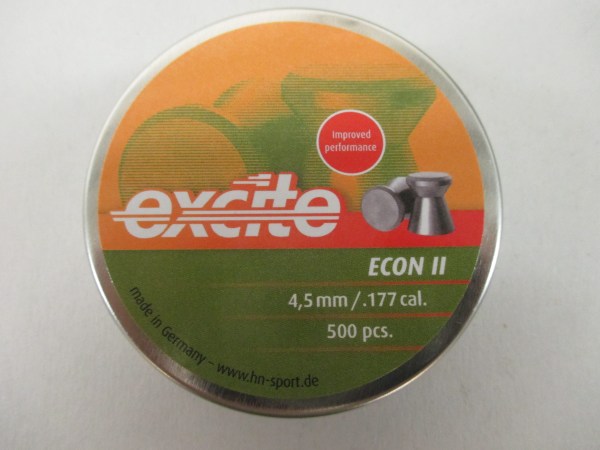 Improved
performance
excite
ECON II
4,5 mm / .177 cal.
500 pcs.
made in Germany – www.hn-sport.de